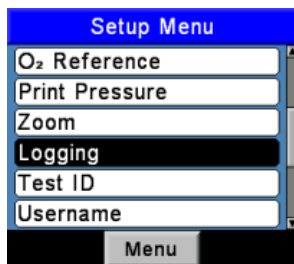 Setup Menu
O₂ Reference
Print Pressure
Zoom
Logging
Test ID
Username
Menu